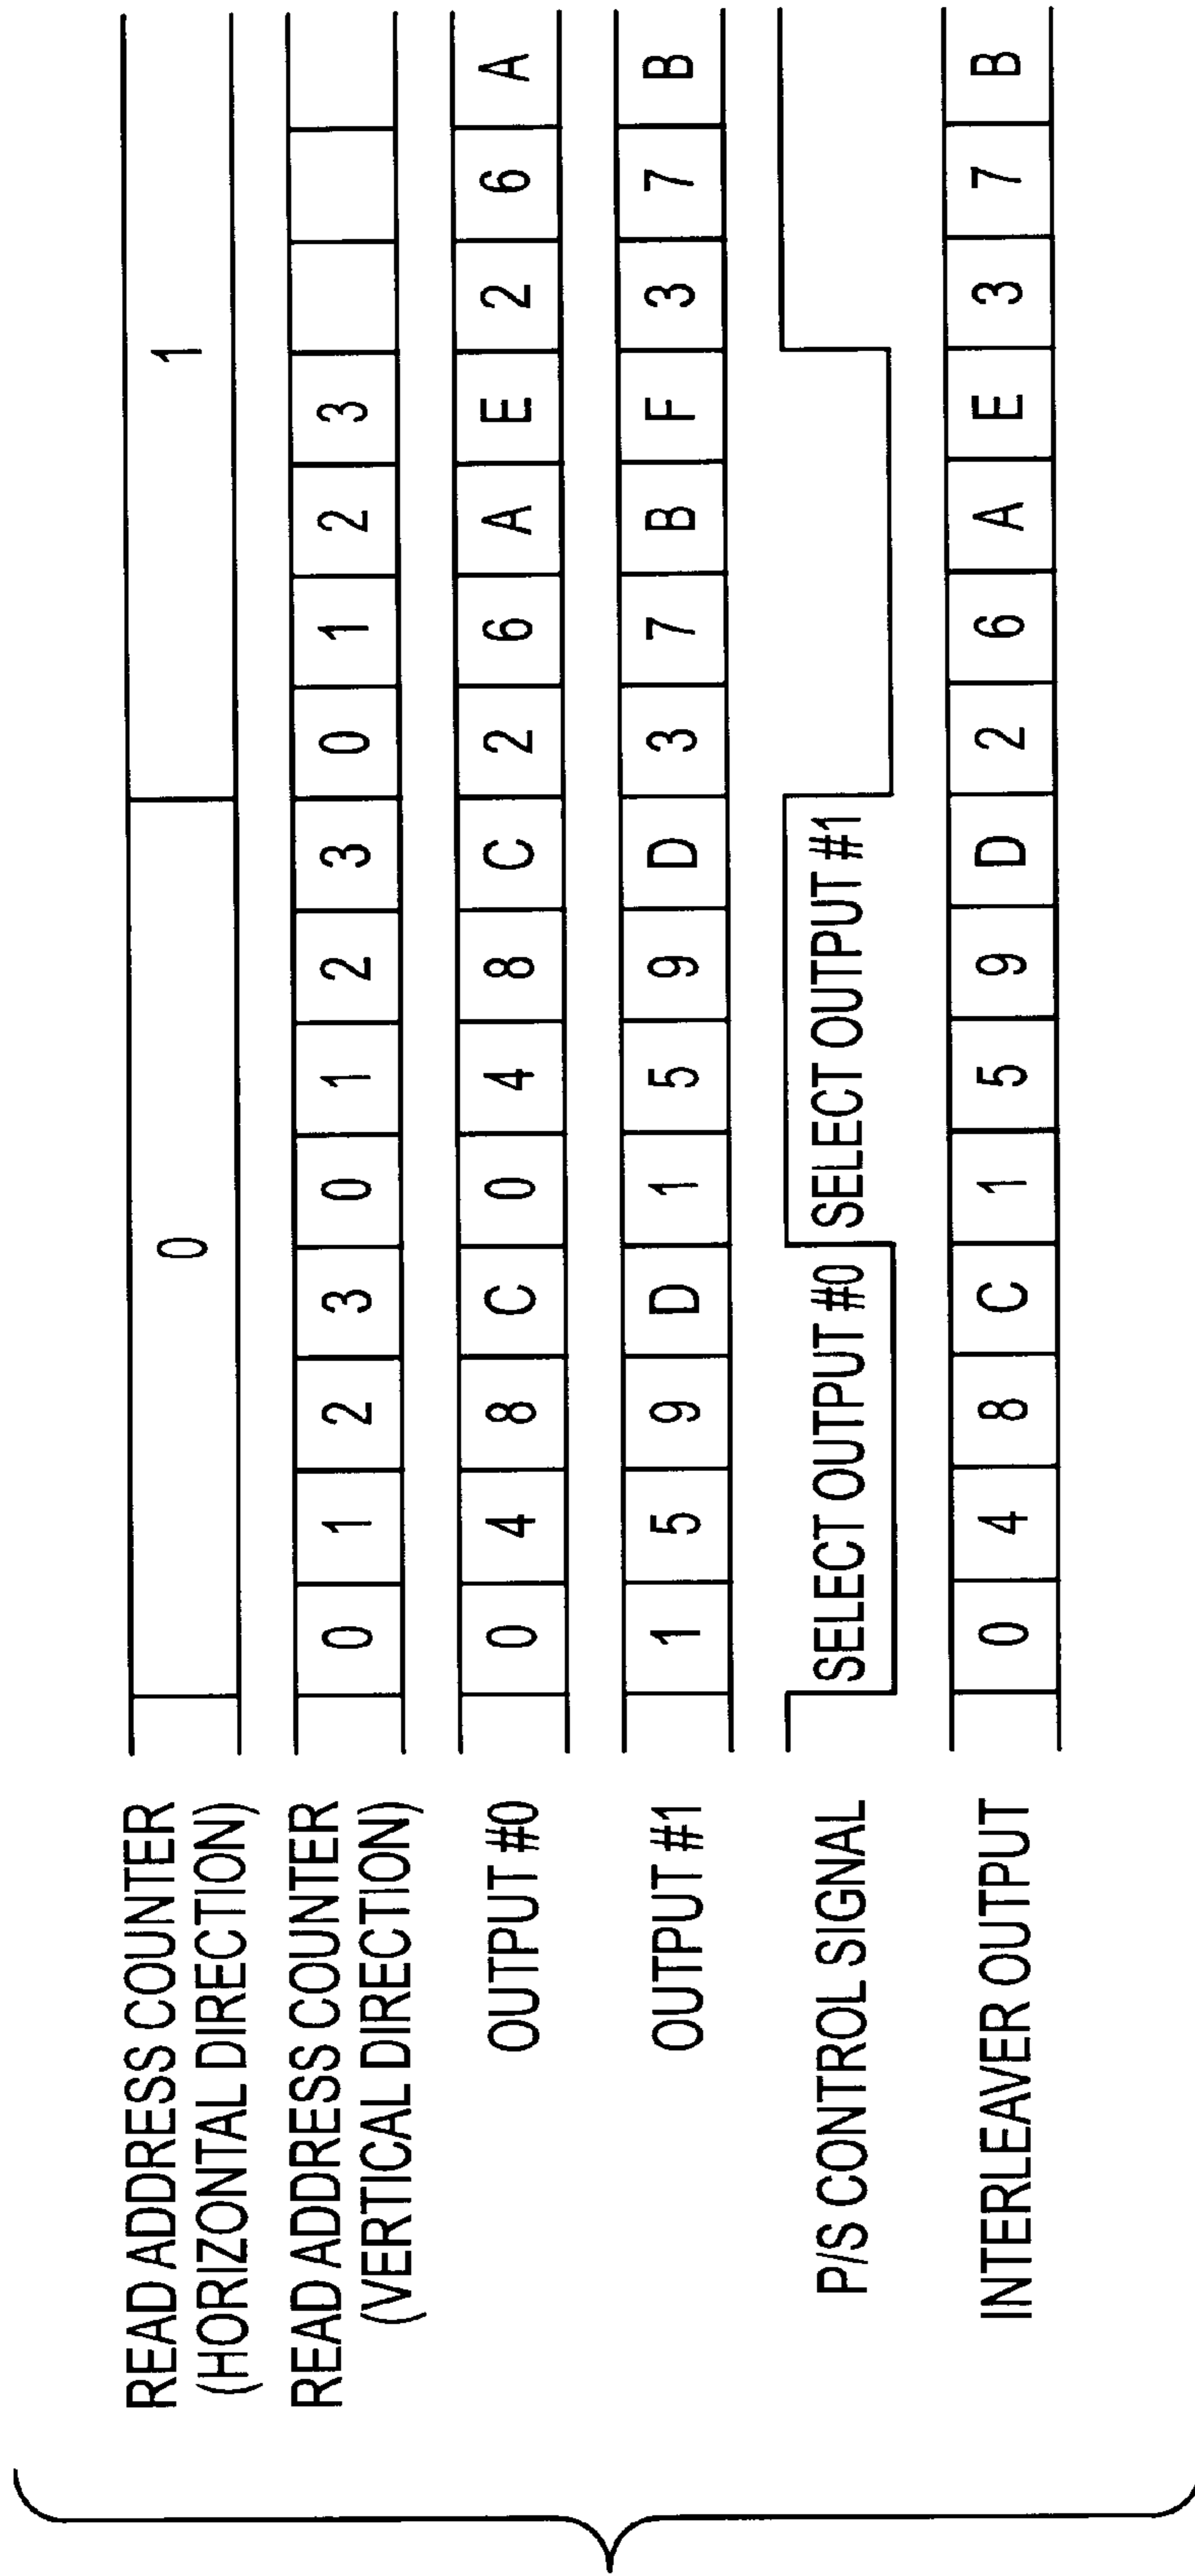 READ ADDRESS COUNTER
(HORIZONTAL DIRECTION)
0 1
READ ADDRESS COUNTER
(VERTICAL DIRECTION)
0 1 2 3 0 1 2 3 0 1 2 3
OUTPUT #0
0 4 8 C 0 4 8 C 2 6 A E 2 6 A
OUTPUT #1
1 5 9 D 1 5 9 D 3 7 B F 3 7 B
P/S CONTROL SIGNAL
SELECT OUTPUT #0 SELECT OUTPUT #1
INTERLEAVER OUTPUT
0 4 8 C 1 5 9 D 2 6 A E 3 7 B